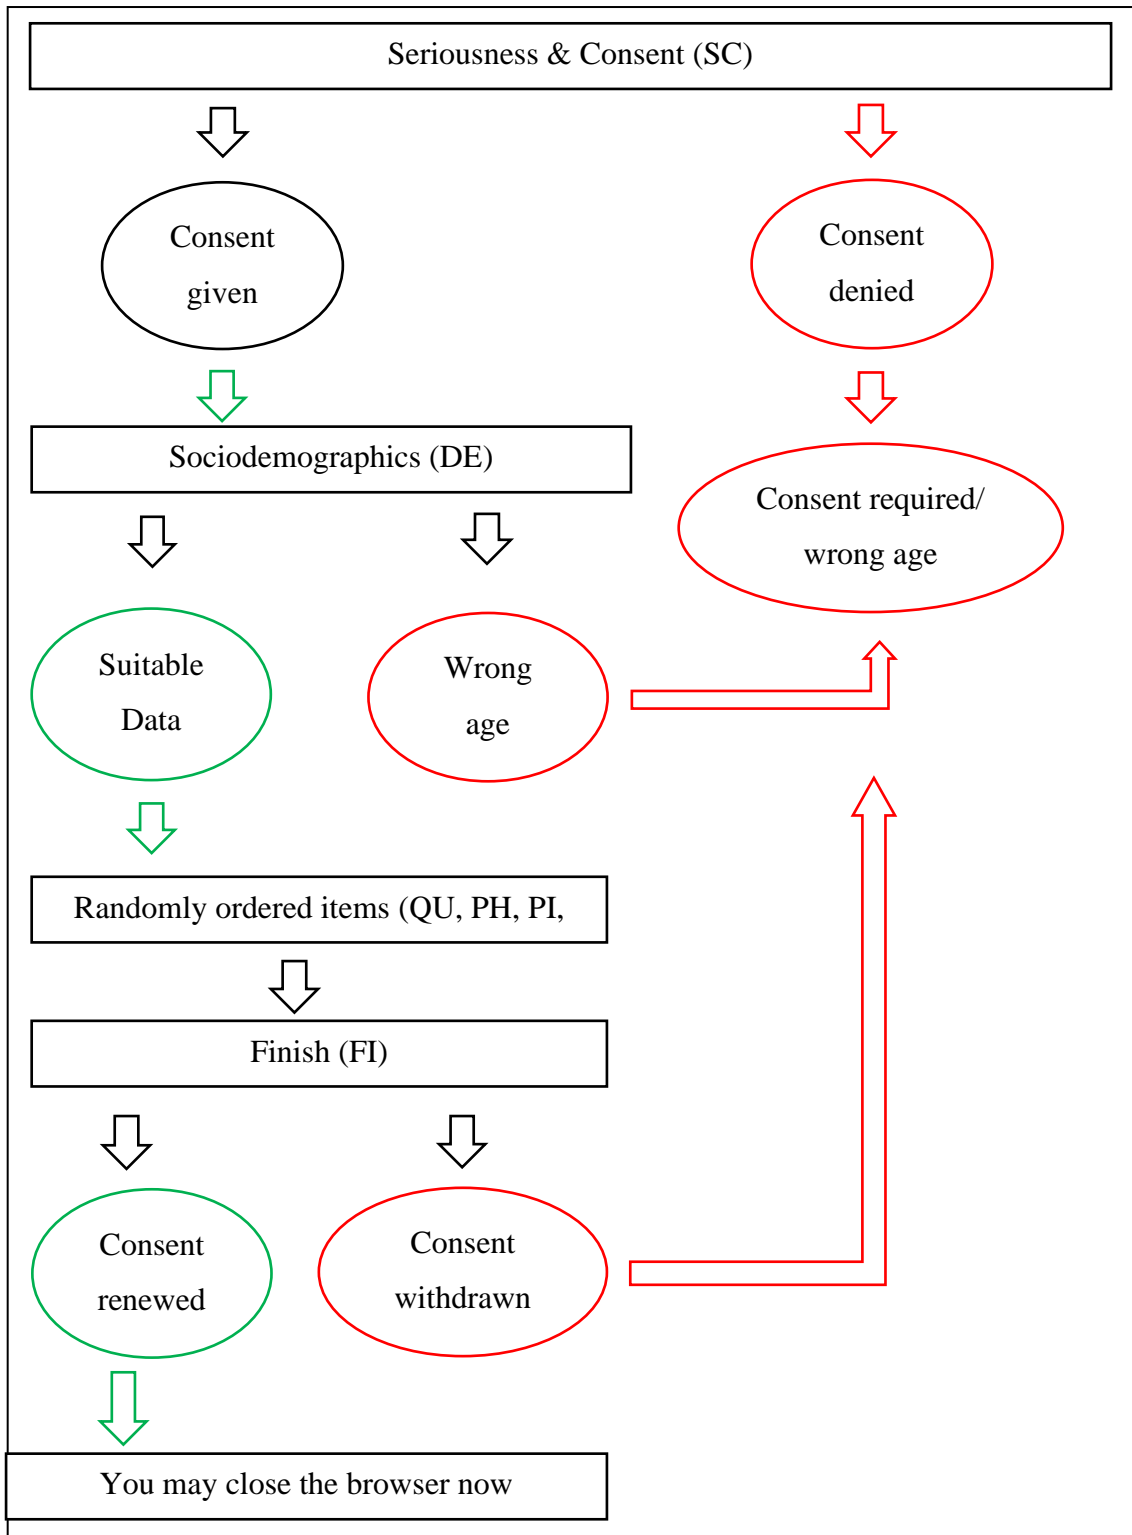 Seriousness & Consent (SC)
Consent
given
Consent
denied
Sociodemographics (DE)
Consent required/
wrong age
Suitable
Data
Wrong
age
Randomly ordered items (QU, PH, PI,
Finish (FI)
Consent
renewed
Consent
withdrawn
You may close the browser now